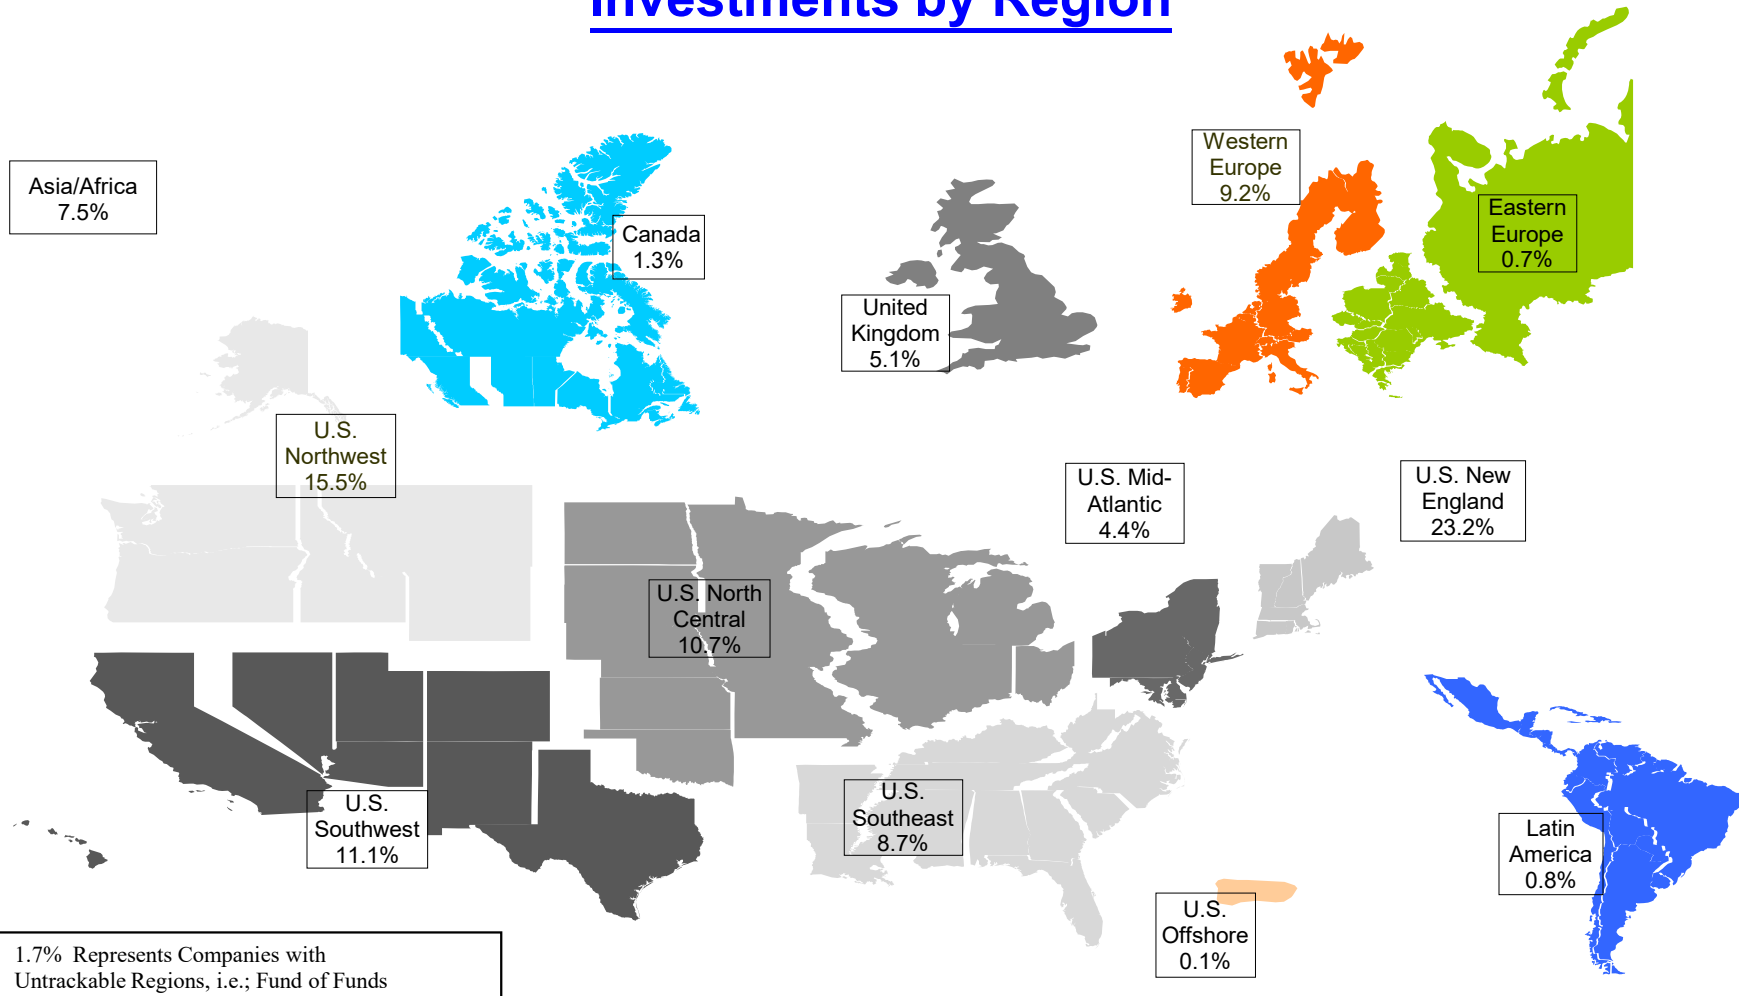 Investments by Region
Asia/Africa
7.5%
Canada
1.3%
United
Kingdom
5.1%
Western
Europe
9.2%
Eastern
Europe
0.7%
U.S.
Northwest
15.5%
U.S. Mid-
Atlantic
4.4%
U.S. New
England
23.2%
U.S. North
Central
10.7%
U.S.
Southwest
11.1%
U.S.
Southeast
8.7%
U.S.
Offshore
0.1%
Latin
America
0.8%
1.7%  Represents Companies with
Untrackable Regions, i.e.; Fund of Funds